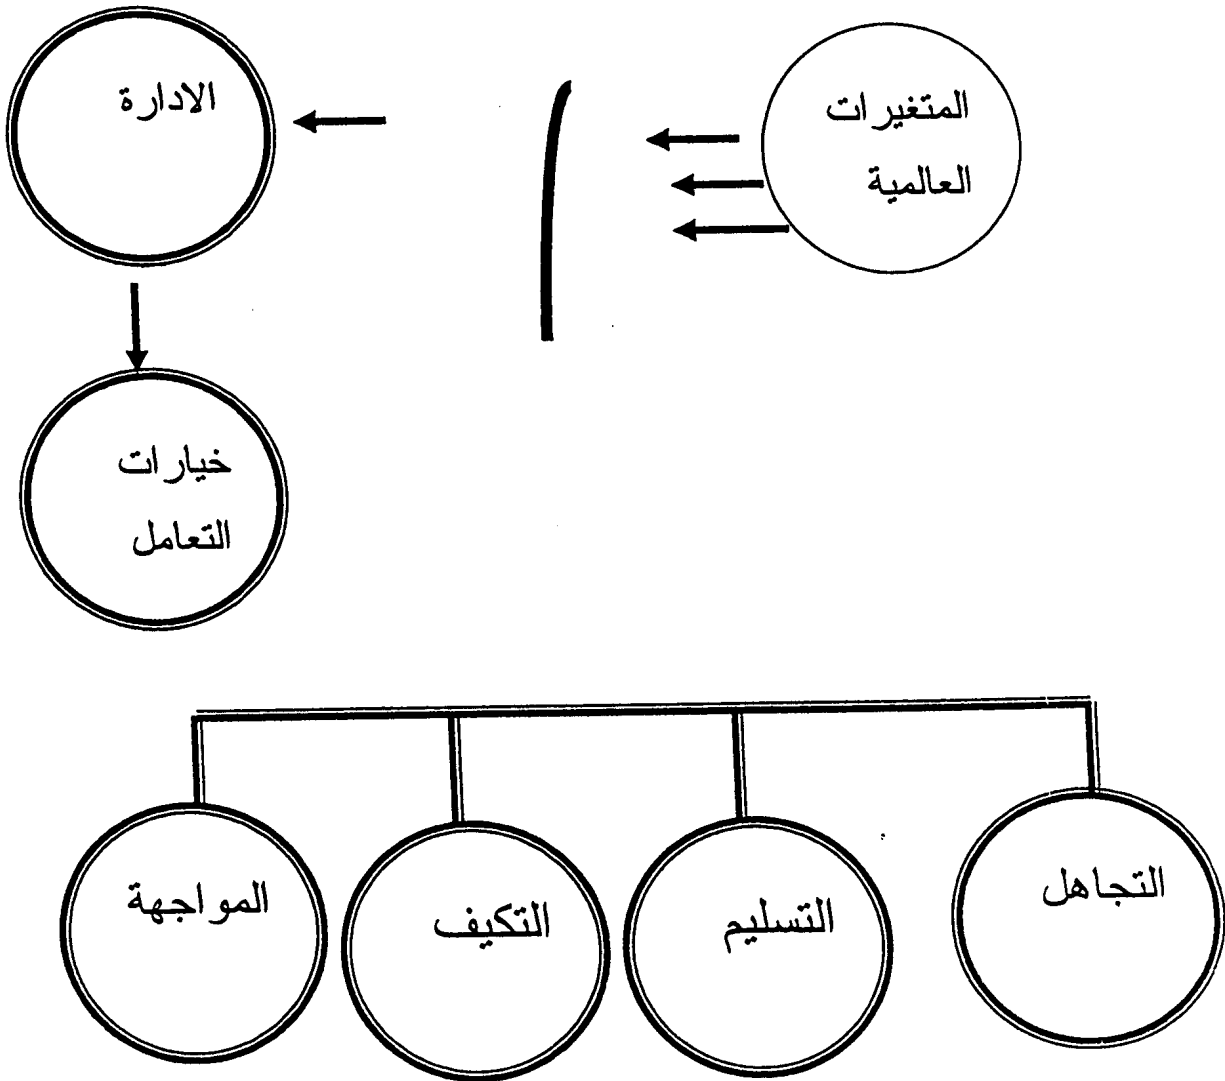 المتغيرات
العالمية
الادارة
خيارات
التعامل
التجاهل
التسليم
التكيف
المواجهة